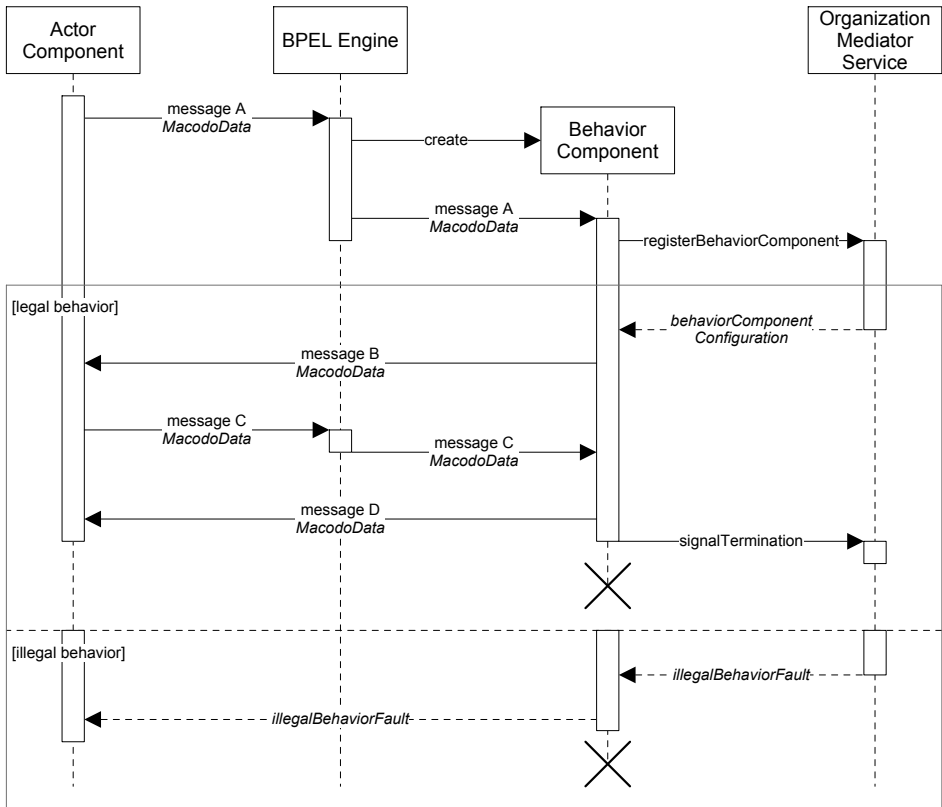 Actor
Component
BPEL Engine
Organization
Mediator
Service
message A
MacodoData
create
Behavior
Component
message A
MacodoData
registerBehaviorComponent
[legal behavior]
behaviorComponent
Configuration
message B
MacodoData
message C
MacodoData
message C
MacodoData
message D
MacodoData
signalTermination
[illegal behavior]
illegalBehaviorFault
illegalBehaviorFault